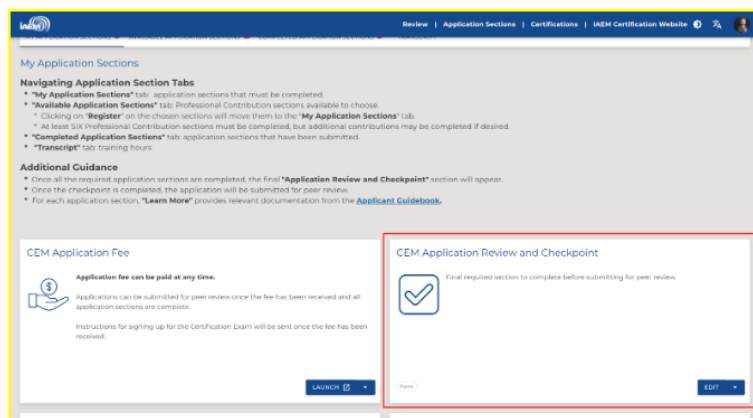 IAEM
Review | Application Sections | Certifications | IAEM Certification Website
My Application Sections
Navigating Application Section Tabs
* "My Application Sections" tab: application sections that must be completed.
* "Available Application Sections" tab: Professional Contribution sections available to choose.
* Clicking on "Register" on the chosen sections will move them to the "My Application Sections" tab.
* At least SIX Professional Contribution sections must be completed, but additional contributions may be completed if desired.
* "Completed Application Sections" tab: application sections that have been submitted.
* "Transcript" tab: training hours
Additional Guidance
* Once all the required application sections are completed, the final "Application Review and Checkpoint" section will appear.
* Once the checkpoint is completed, the application will be submitted for peer review.
* For each application section, "Learn More" provides relevant documentation from the Applicant Guidebook.
CEM Application Fee
Application fee can be paid at any time.
Applications can be submitted for peer review once the fee has been received and all
application sections are complete.
Instructions for signing up for the Certification Exam will be sent once the fee has been
received.
LAUNCH
CEM Application Review and Checkpoint
Final required section to complete before submitting for peer review.
EDIT